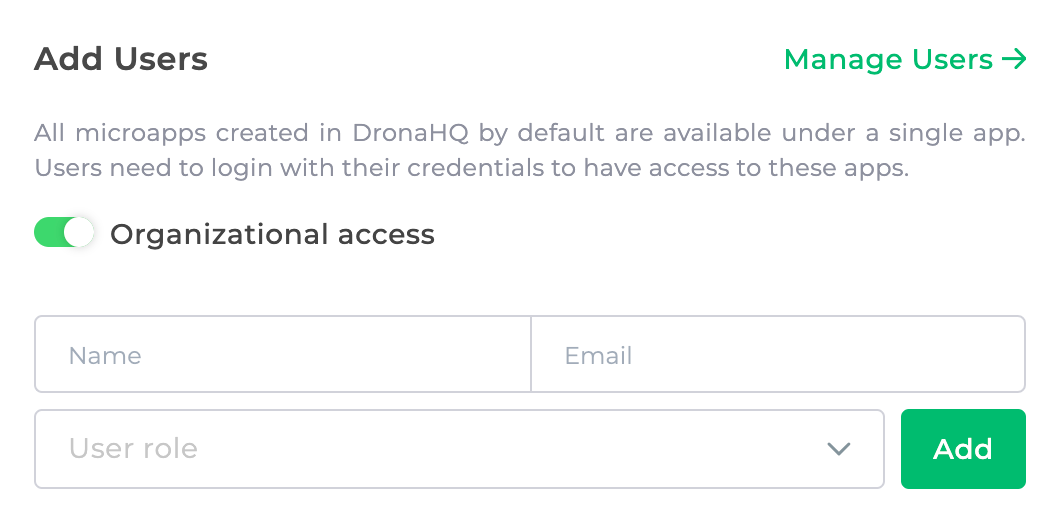 Add Users
Manage Users →
All microapps created in DronaHQ by default are available under a single app.
Users need to login with their credentials to have access to these apps.
Organizational access
Name
Email
User role
Add